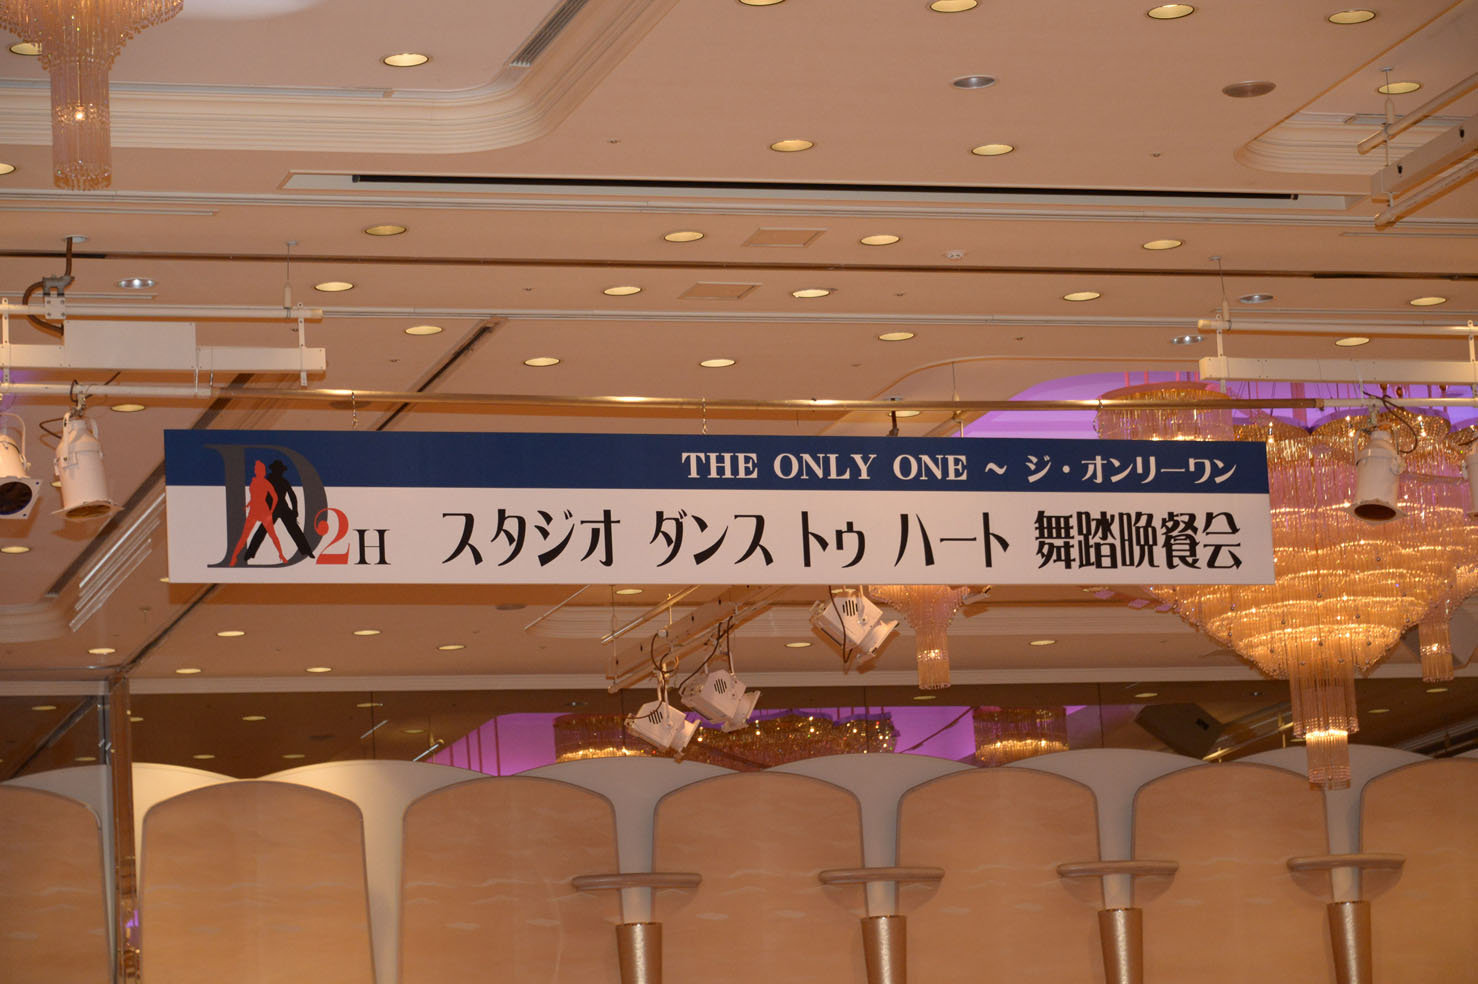 THE ONLY ONE ～ ジ・オンリーワン
D2H スタジオ ダンス トゥ ハート 舞踏晩餐会